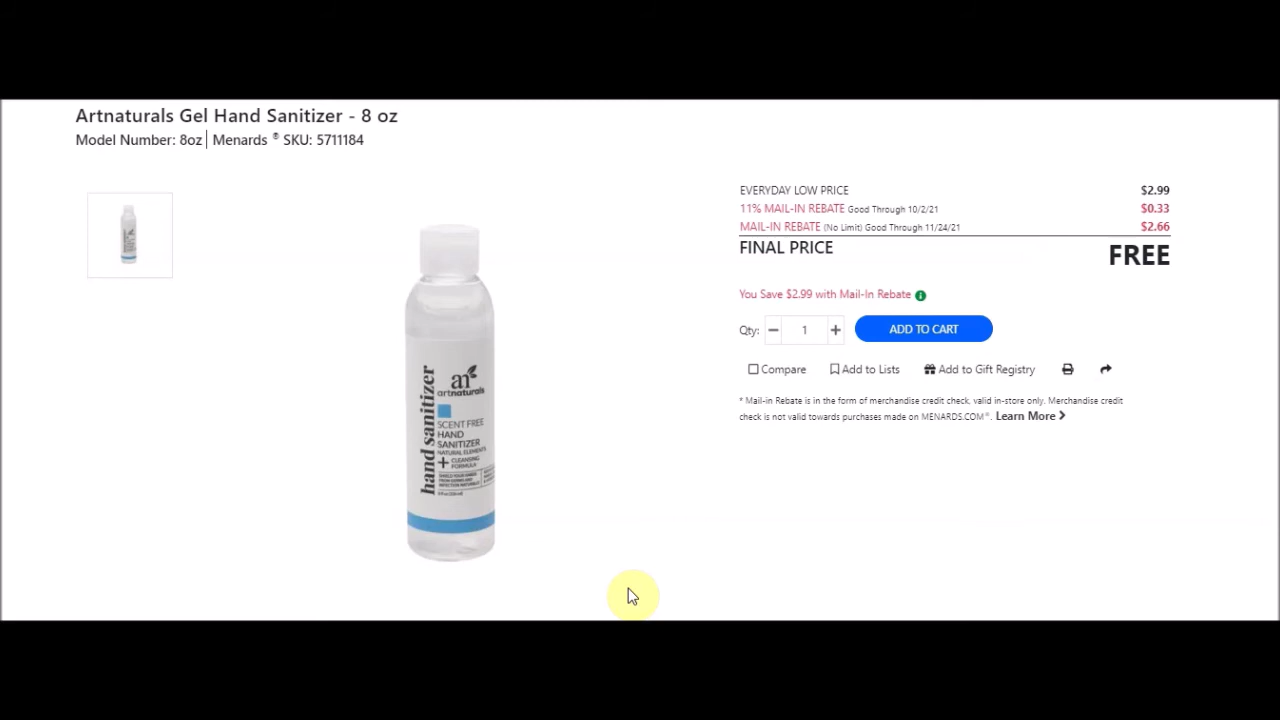 Artnaturals Gel Hand Sanitizer - 8 oz
Model Number: 8oz | Menards ® SKU: 5711184
EVERYDAY LOW PRICE $2.99
11% MAIL-IN REBATE Good Through 10/2/21 $0.33
MAIL-IN REBATE (No Limit) Good Through 11/24/21 $2.66
FINAL PRICE FREE
You Save $2.99 with Mail-In Rebate
Qty: 1 ADD TO CART
Compare Add to Lists Add to Gift Registry
* Mail-in Rebate is in the form of merchandise credit check, valid in-store only. Merchandise credit
check is not valid towards purchases made on MENARDS.COM®. Learn More
hand sanitizer
ar
artnaturals
SCENT FREE
HAND
SANITIZER
NATURAL ELEMENTS
+ CLEANSING
FORMULA